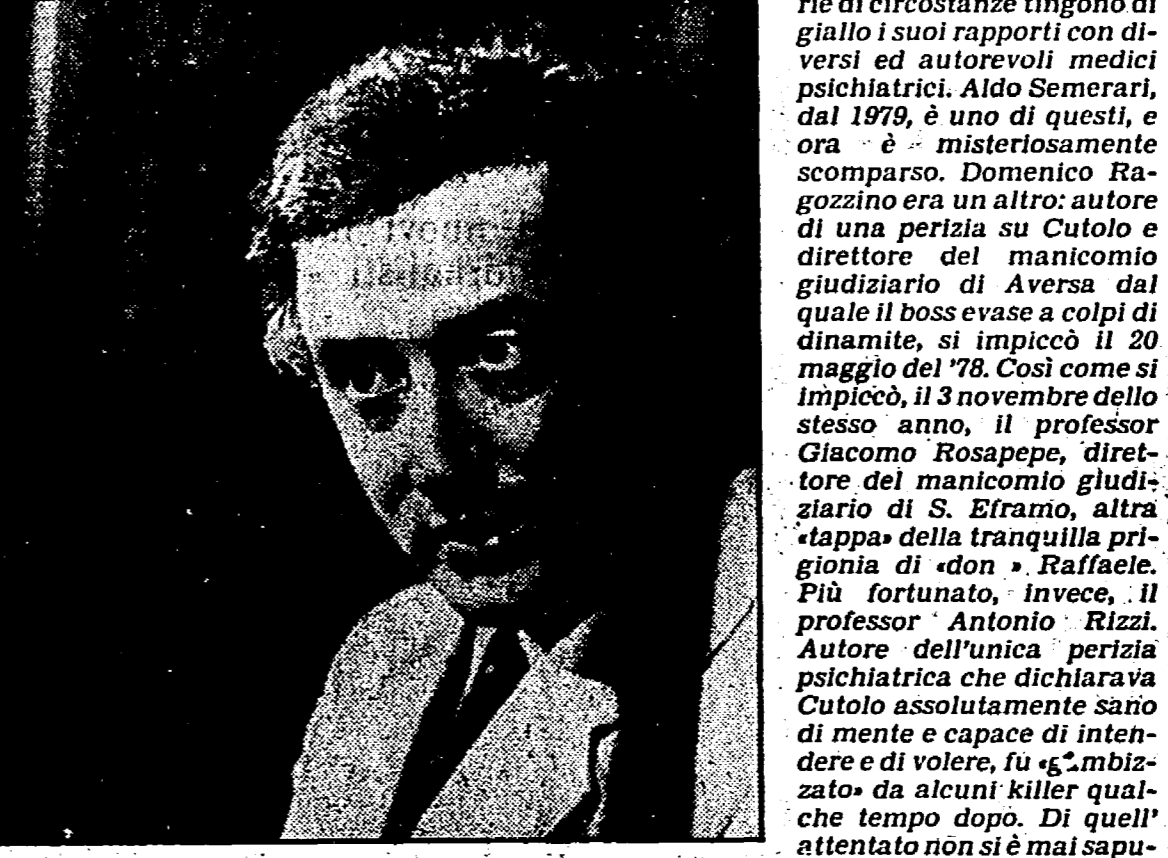 rie di circostanze tingono di
giallo i suoi rapporti con di-
versi ed autorevoli medici
psichiatrici. Aldo Semerari,
dal 1979, è uno di questi, e
ora è misteriosamente
scomparso. Domenico Ra-
gozzino era un altro: autore
di una perizia su Cutolo e
direttore del manicomio
giudiziario di Aversa dal
quale il boss evase a colpi di
dinamite, si impiccò il 20
maggio del '78. Così come si
impiccò, il 3 novembre dello
stesso anno, il professor
Giacomo Rosapepe, diret-
tore del manicomio giudi-
ziario di S. Eframo, altra
«tappa» della tranquilla pri-
gionia di «don » Raffaele.
Più fortunato, invece, il
professor Antonio Rizzi.
Autore dell'unica perizia
psichiatrica che dichiarava
Cutolo assolutamente sano
di mente e capace di inten-
dere e di volere, fu «gambiz-
zato» da alcuni killer qual-
che tempo dopo. Di quell'
attentato non si è mai sapu-